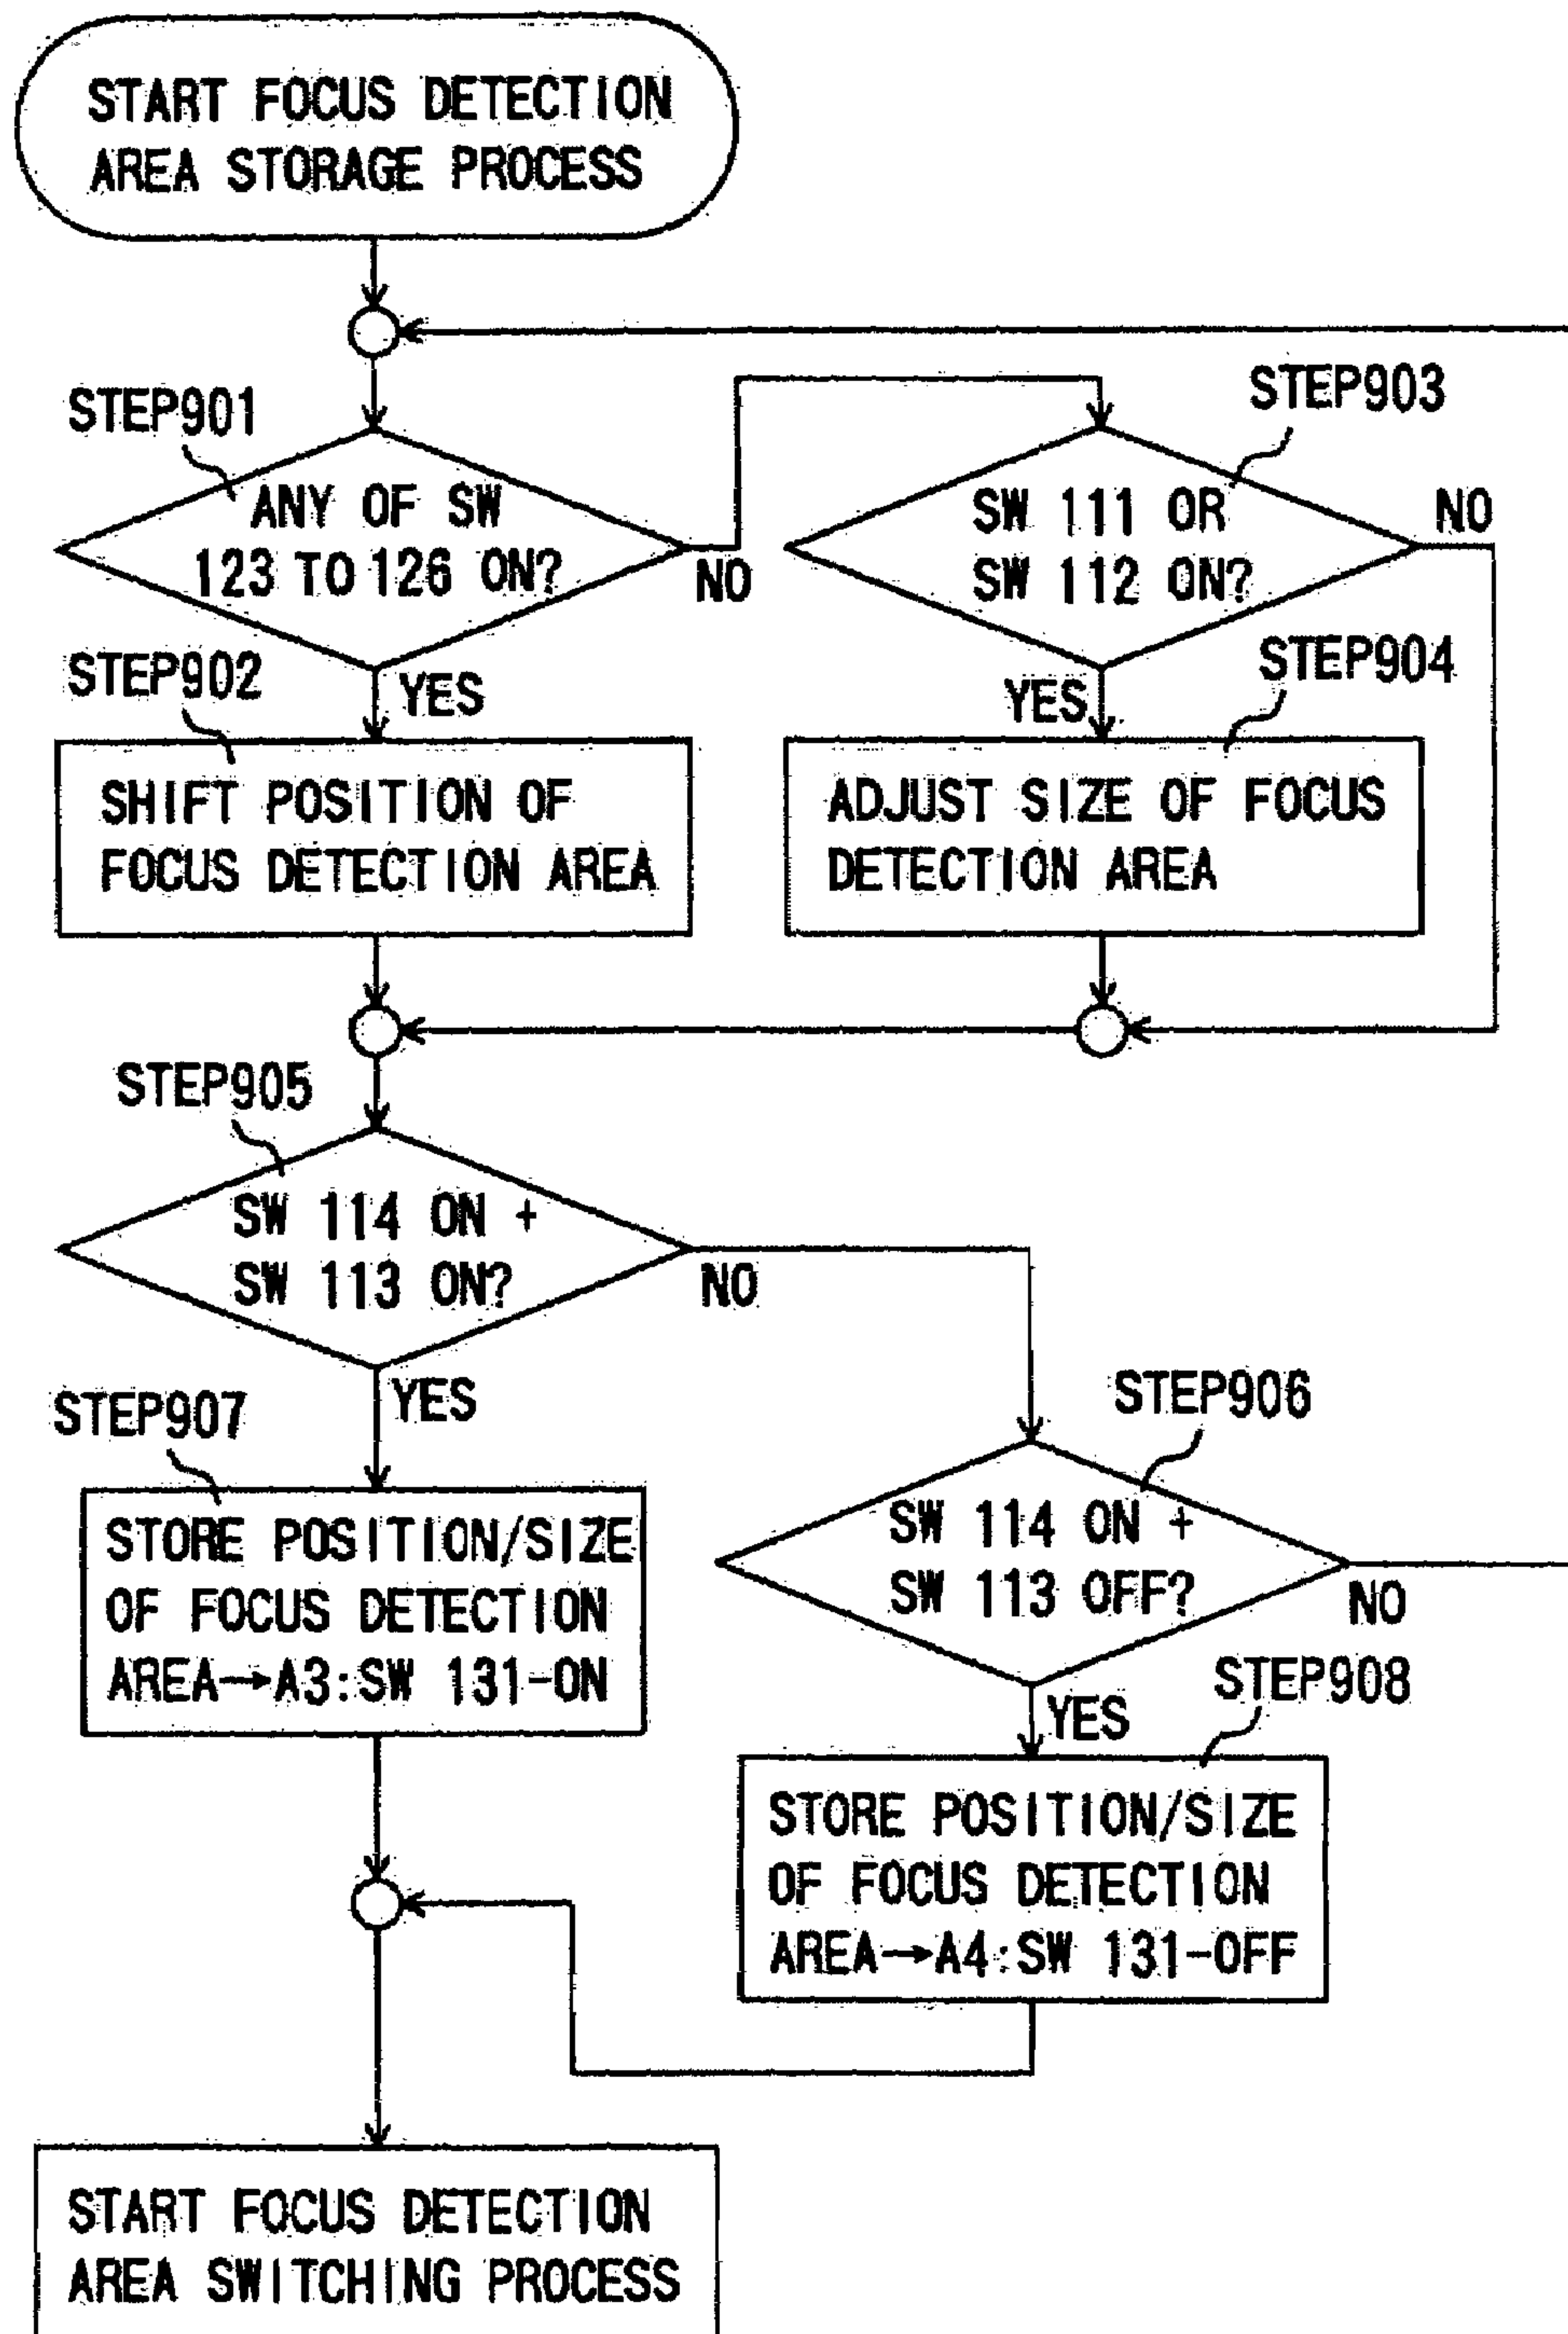 START FOCUS DETECTION
AREA STORAGE PROCESS
STEP901
ANY OF SW
123 TO 126 ON?
NO
YES
STEP903
SW 111 OR
SW 112 ON?
NO
YES
STEP902
SHIFT POSITION OF
FOCUS DETECTION AREA
STEP904
ADJUST SIZE OF FOCUS
DETECTION AREA
STEP905
SW 114 ON +
SW 113 ON?
NO
YES
STEP906
SW 114 ON +
SW 113 OFF?
NO
YES
STEP907
STORE POSITION/SIZE
OF FOCUS DETECTION
AREA→A3:SW 131-ON
STEP908
STORE POSITION/SIZE
OF FOCUS DETECTION
AREA→A4:SW 131-OFF
START FOCUS DETECTION
AREA SWITCHING PROCESS